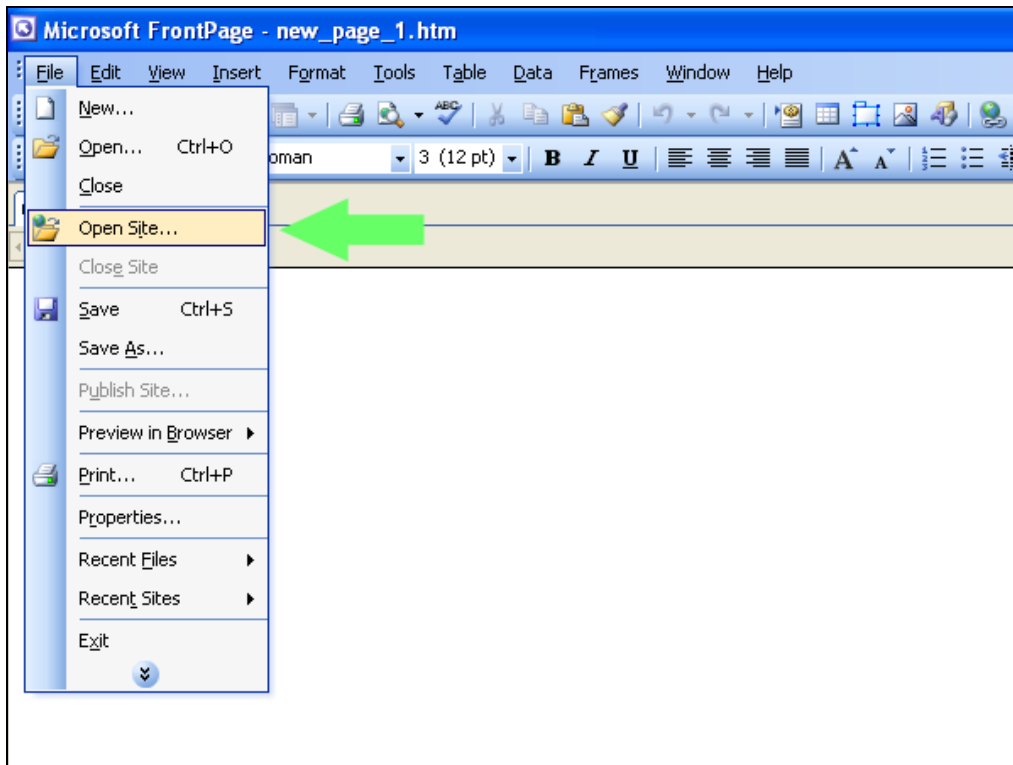 Microsoft FrontPage - new_page_1.htm
File Edit View Insert Format Tools Table Data Frames Window Help
New...
ABC
Open... Ctrl+O
oman 3 (12 pt) B I U A A
Close
Open Site...
Close Site
Save Ctrl+S
Save As...
Publish Site...
Preview in Browser
Print... Ctrl+P
Properties...
Recent Files
Recent Sites
Exit